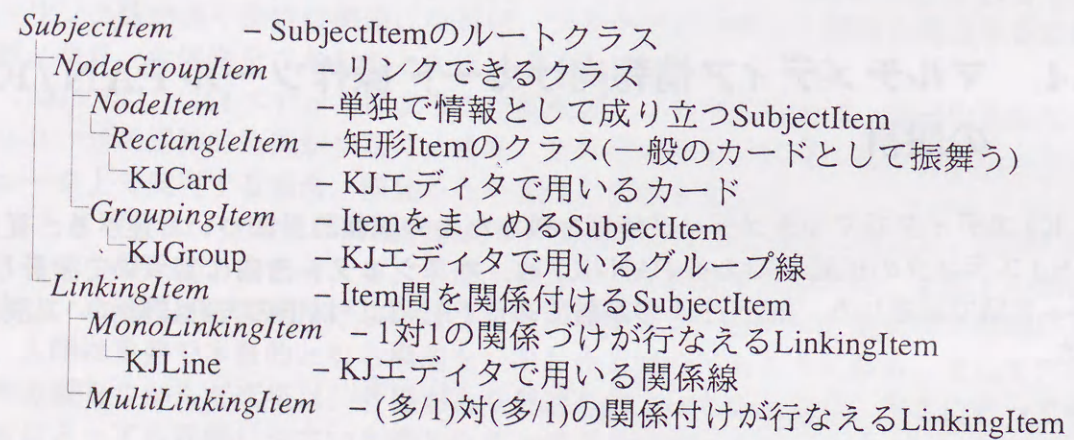 SubjectItem – SubjectItemのルートクラス
NodeGroupItem – リンクできるクラス
NodeItem – 単独で情報として成り立つSubjectItem
RectangleItem – 矩形Itemのクラス(一般のカードとして振舞う)
KJCard – KJエディタで用いるカード
GroupingItem – ItemをまとめるSubjectItem
KJGroup – KJエディタで用いるグループ線
LinkingItem – Item間を関係付けるSubjectItem
MonoLinkingItem – 1対1の関係づけが行なえるLinkingItem
KJLine – KJエディタで用いる関係線
MultiLinkingItem – (多/1)対(多/1)の関係付けが行なえるLinkingItem